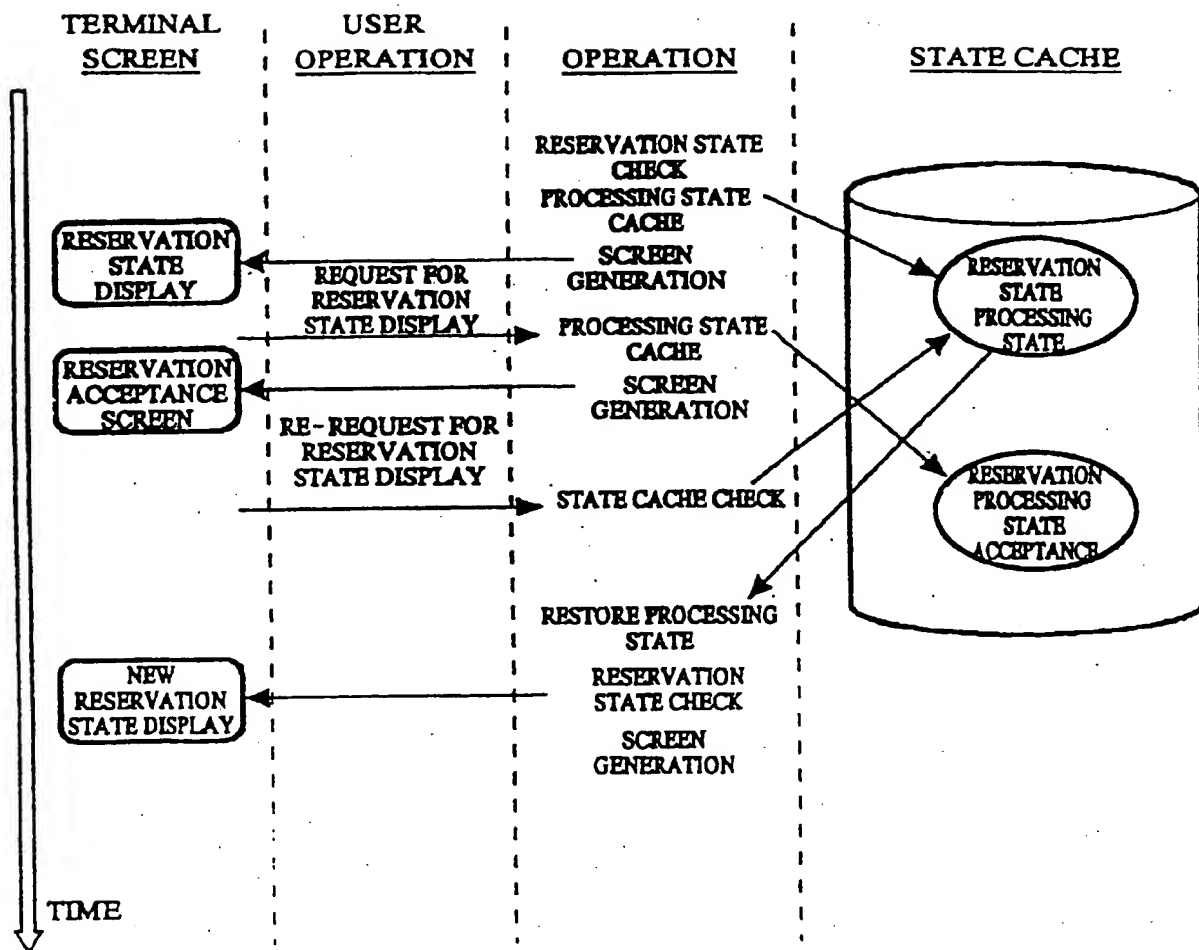 TERMINAL
SCREEN
USER
OPERATION
OPERATION
STATE CACHE
RESERVATION STATE
CHECK
PROCESSING STATE
CACHE
SCREEN
GENERATION
RESERVATION
STATE
DISPLAY
REQUEST FOR
RESERVATION
STATE DISPLAY
RESERVATION
STATE
PROCESSING
STATE
PROCESSING STATE
CACHE
SCREEN
GENERATION
RESERVATION
ACCEPTANCE
SCREEN
RE-REQUEST FOR
RESERVATION
STATE DISPLAY
STATE CACHE CHECK
RESERVATION
PROCESSING
STATE
ACCEPTANCE
RESTORE PROCESSING
STATE
RESERVATION
STATE CHECK
SCREEN
GENERATION
NEW
RESERVATION
STATE DISPLAY
TIME